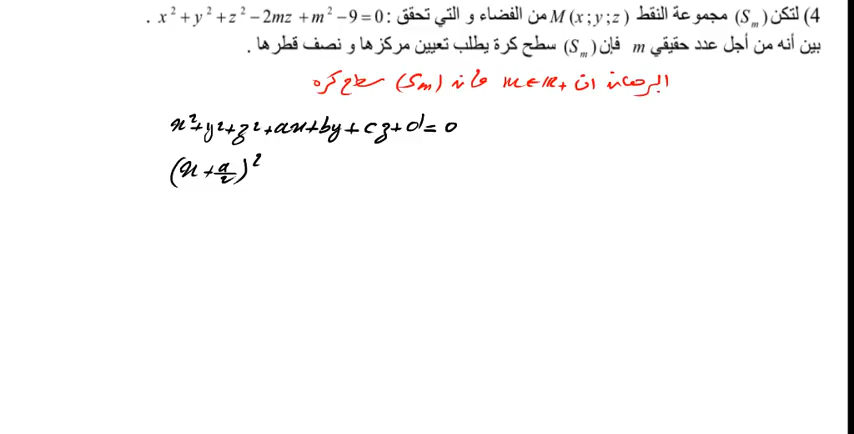 4) لتكن (S_m) مجموعة النقط M(x;y;z) من الفضاء و التي تحقق : x²+y²+z²−2mz+m²−9=0 .
بين أنه من أجل عدد حقيقي m فإن (S_m) سطح كرة يطلب تعيين مركزها و نصف قطرها .
البرهان ان m∈ℝ+ فإن (Sm) سطح كره
x²+y²+z²+ax+by+cz+d=0
(x+a/2)²